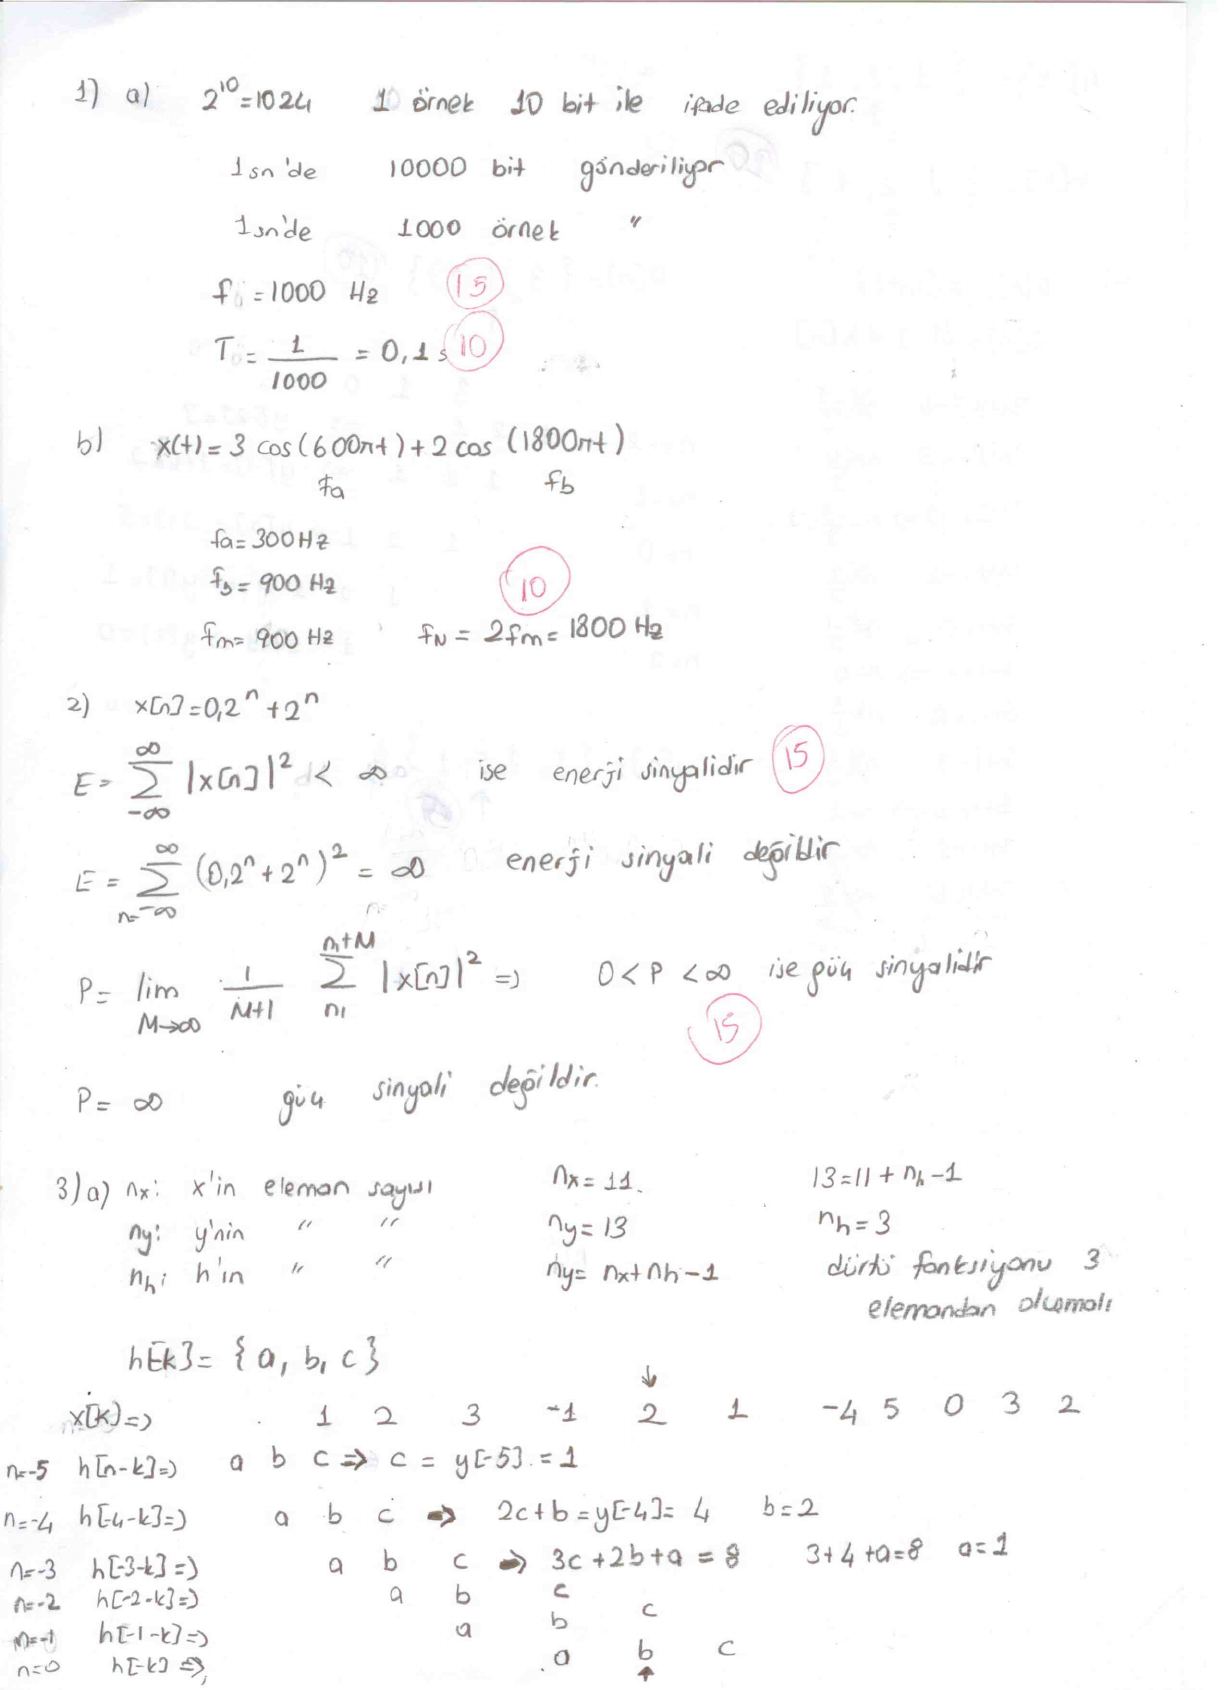 1) a) 2^10=1024 1 örnek 10 bit ile ifade ediliyor.
1sn'de 10000 bit gönderiliyor
1sn'de 1000 örnek "
fö=1000 Hz 15
T=1/1000 = 0,1s 10
b) x(t)=3 cos(600πt)+2 cos(1800πt)
fa fb
fa=300Hz
fb=900 Hz
10
fm=900 Hz fN = 2fm= 1800 Hz
2) x[n]=0,2^n+2^n
E= ∑_{-∞}^{∞} |x[n]|^2 < ∞ ise enerji sinyalidir 15
E = ∑_{n=-∞}^{∞} (0,2^n+2^n)^2 = ∞ enerji sinyali değildir
P= lim_{M→∞} 1/(M+1) ∑_{n1}^{n1+M} |x[n]|^2 => 0<P<∞ ise güç sinyalidir
15
P= ∞ güç sinyali değildir.
3)a) nx: x'in eleman sayısı nx=11. 13=11+nh-1
ny: y'nin " " ny=13 nh=3
nh: h'ın " " ny= nx+nh-1 dürtü fonksiyonu 3
elemandan oluşmalı
h[k]= {a, b, c}
↓
x[k]=> 1 2 3 -1 2 1 -4 5 0 3 2
n=-5 h[n-k]=> a b c => c = y[-5].=1
n=-4 h[-4-k]=> a b c => 2c+b=y[-4]= 4 b=2
n=-3 h[-3-k]=> a b c => 3c+2b+a=8 3+4+a=8 a=1
n=-2 h[-2-k]=> a b c
n=-1 h[-1-k]=> a b c
n=0 h[-k] => a b c
↑